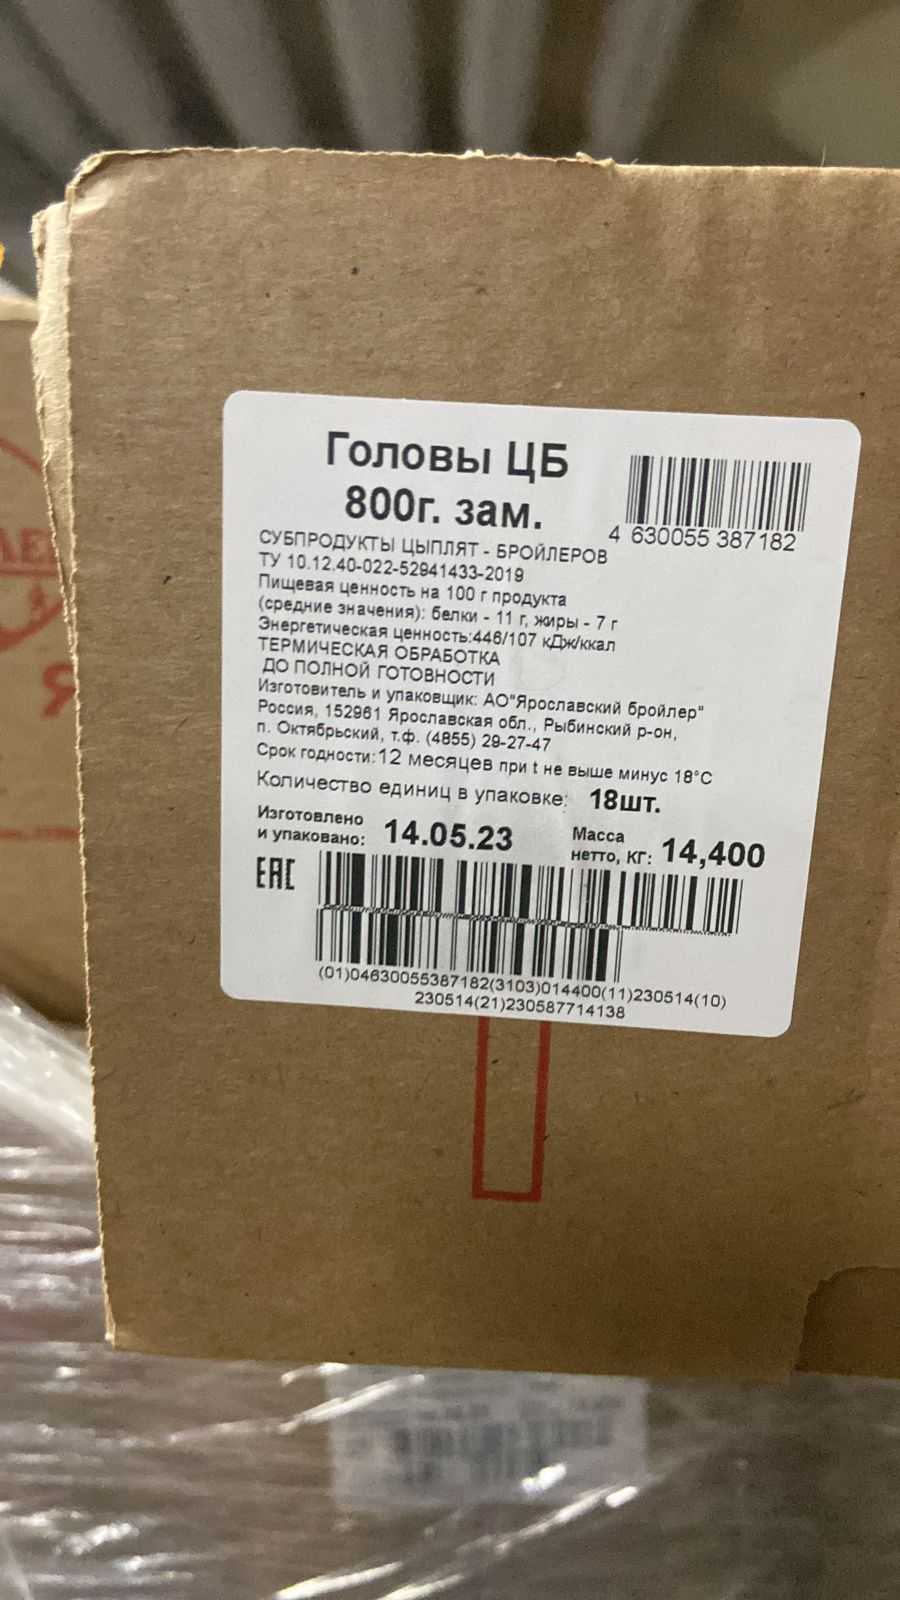 Головы ЦБ
800г. зам.
4 630055 387182
СУБПРОДУКТЫ ЦЫПЛЯТ - БРОЙЛЕРОВ
ТУ 10.12.40-022-52941433-2019
Пищевая ценность на 100 г продукта
(средние значения): белки - 11 г, жиры - 7 г
Энергетическая ценность:446/107 кДж/ккал
ТЕРМИЧЕСКАЯ ОБРАБОТКА
ДО ПОЛНОЙ ГОТОВНОСТИ
Изготовитель и упаковщик: АО"Ярославский бройлер"
Россия, 152961 Ярославская обл., Рыбинский р-он,
п. Октябрьский, т.ф. (4855) 29-27-47
Срок годности:12 месяцев при t не выше минус 18°C
Количество единиц в упаковке: 18шт.
Изготовлено
и упаковано: 14.05.23
Масса
нетто, кг: 14,400
EAC
(01)04630055387182(3103)014400(11)230514(10)
230514(21)230587714138